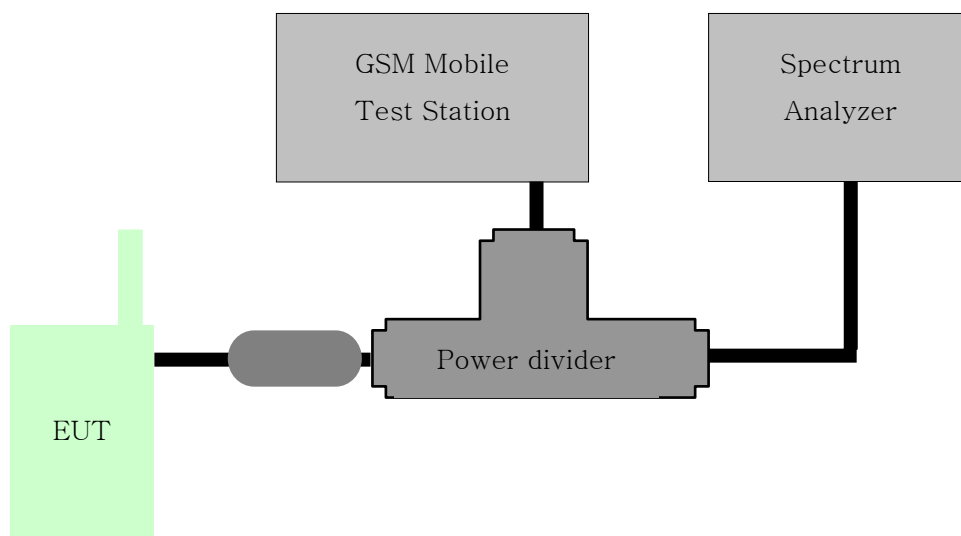 GSM Mobile
Test Station
Spectrum
Analyzer
Power divider
EUT